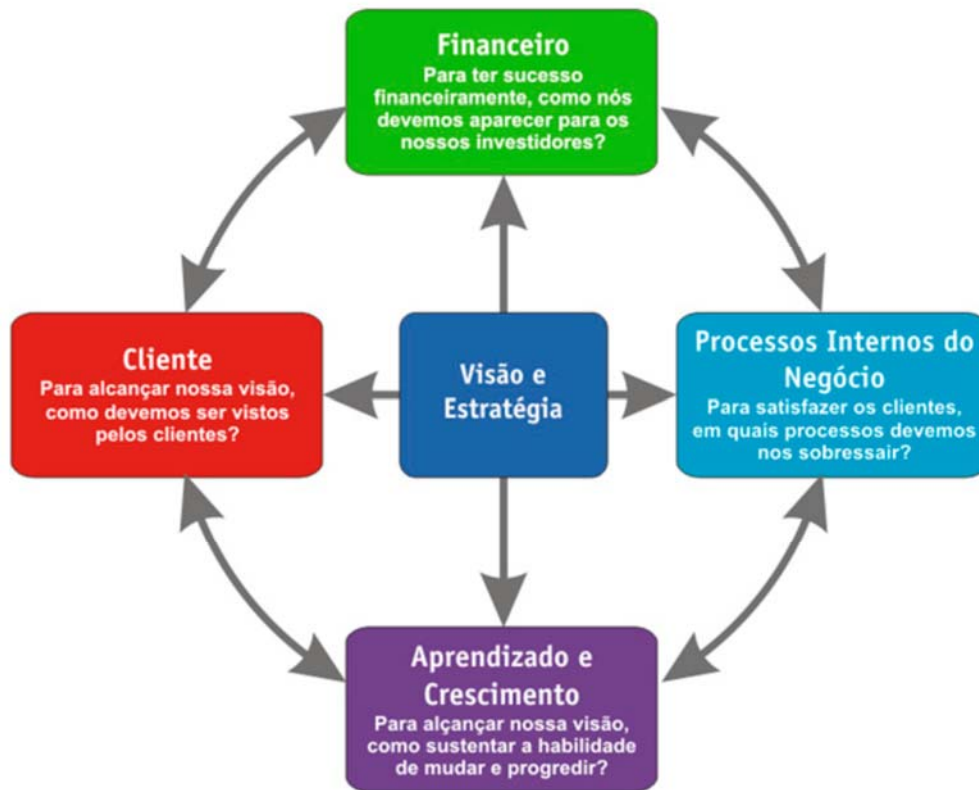 Financeiro
Para ter sucesso
financeiramente, como nós
devemos aparecer para os
nossos investidores?
Cliente
Para alcançar nossa visão,
como devemos ser vistos
pelos clientes?
Visão e
Estratégia
Processos Internos do
Negócio
Para satisfazer os clientes,
em quais processos devemos
nos sobressair?
Aprendizado e
Crescimento
Para alçançar nossa visão,
como sustentar a habilidade
de mudar e progredir?